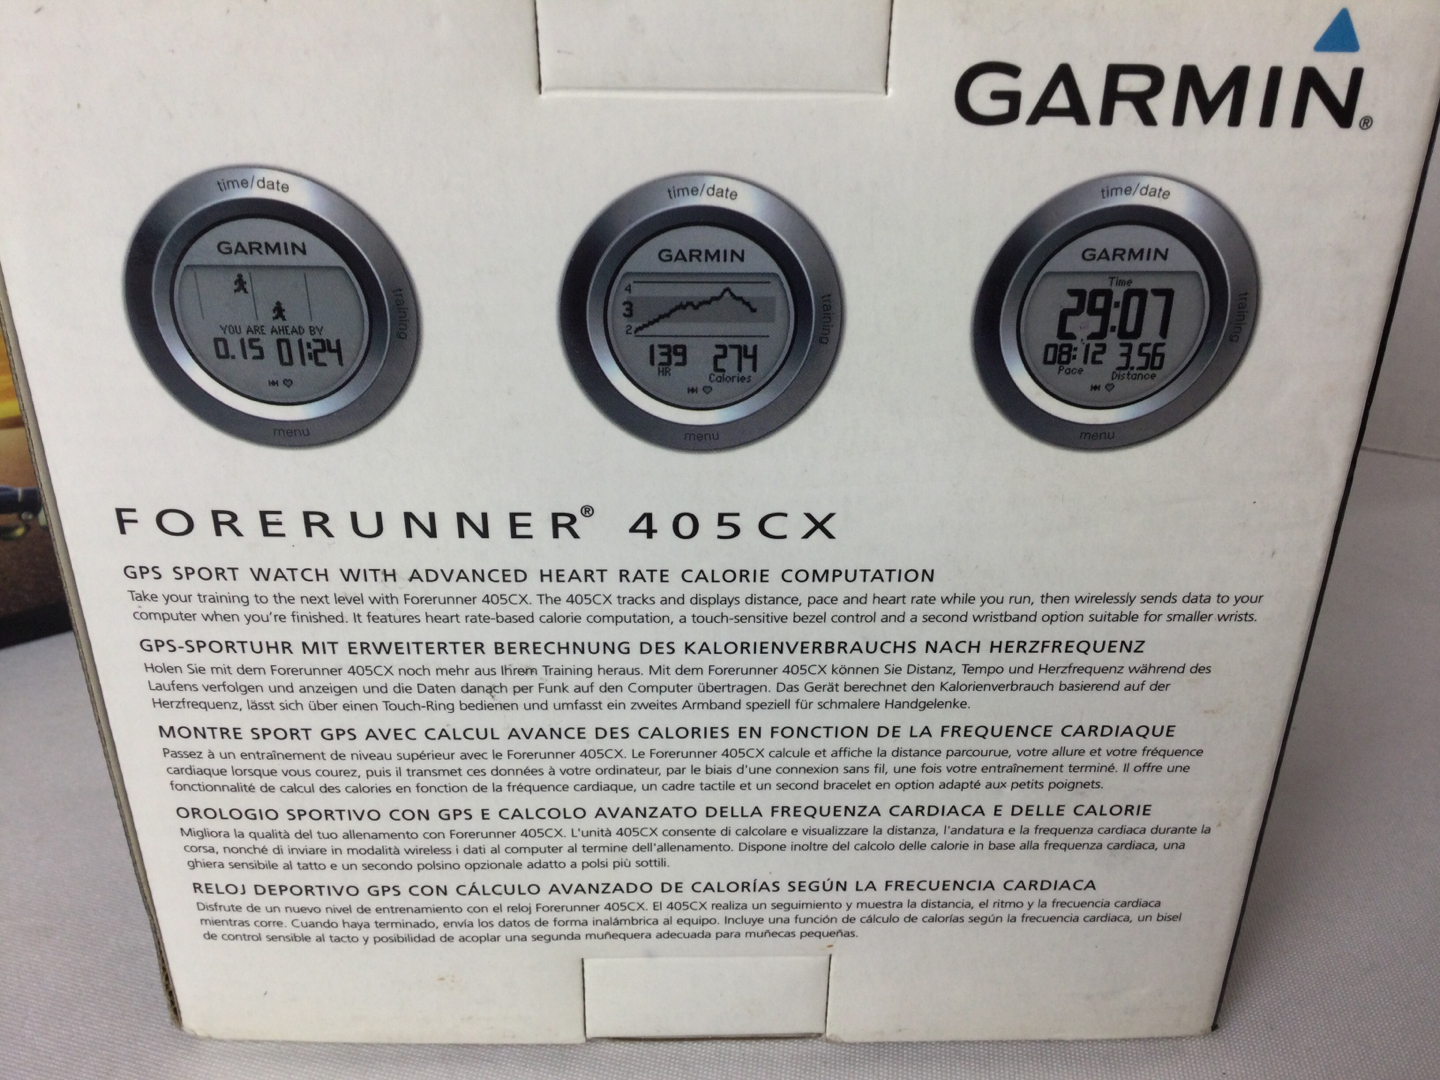 GARMIN®
time/date
GARMIN
YOU ARE AHEAD BY
0.15 01:24
training
menu
time/date
GARMIN
4
3
2
139 274
HR Calories
training
menu
time/date
GARMIN
Time
29:07
08:12 3.56
Pace Distance
training
menu
FORERUNNER® 405CX
GPS SPORT WATCH WITH ADVANCED HEART RATE CALORIE COMPUTATION
Take your training to the next level with Forerunner 405CX. The 405CX tracks and displays distance, pace and heart rate while you run, then wirelessly sends data to your
computer when you're finished. It features heart rate-based calorie computation, a touch-sensitive bezel control and a second wristband option suitable for smaller wrists.
GPS-SPORTUHR MIT ERWEITERTER BERECHNUNG DES KALORIENVERBRAUCHS NACH HERZFREQUENZ
Holen Sie mit dem Forerunner 405CX noch mehr aus Ihrem Training heraus. Mit dem Forerunner 405CX können Sie Distanz, Tempo und Herzfrequenz während des
Laufens verfolgen und anzeigen und die Daten danach per Funk auf den Computer übertragen. Das Gerät berechnet den Kalorienverbrauch basierend auf der
Herzfrequenz, lässt sich über einen Touch-Ring bedienen und umfasst ein zweites Armband speziell für schmalere Handgelenke.
MONTRE SPORT GPS AVEC CALCUL AVANCE DES CALORIES EN FONCTION DE LA FREQUENCE CARDIAQUE
Passez à un entraînement de niveau supérieur avec le Forerunner 405CX. Le Forerunner 405CX calcule et affiche la distance parcourue, votre allure et votre fréquence
cardiaque lorsque vous courez, puis il transmet ces données à votre ordinateur, par le biais d'une connexion sans fil, une fois votre entraînement terminé. Il offre une
fonctionnalité de calcul des calories en fonction de la fréquence cardiaque, un cadre tactile et un second bracelet en option adapté aux petits poignets.
OROLOGIO SPORTIVO CON GPS E CALCOLO AVANZATO DELLA FREQUENZA CARDIACA E DELLE CALORIE
Migliora la qualità del tuo allenamento con Forerunner 405CX. L'unità 405CX consente di calcolare e visualizzare la distanza, l'andatura e la frequenza cardiaca durante la
corsa, nonché di inviare in modalità wireless i dati al computer al termine dell'allenamento. Dispone inoltre del calcolo delle calorie in base alla frequenza cardiaca, una
ghiera sensibile al tatto e un secondo polsino opzionale adatto a polsi più sottili.
RELOJ DEPORTIVO GPS CON CÁLCULO AVANZADO DE CALORÍAS SEGÚN LA FRECUENCIA CARDIACA
Disfrute de un nuevo nivel de entrenamiento con el reloj Forerunner 405CX. El 405CX realiza un seguimiento y muestra la distancia, el ritmo y la frecuencia cardiaca
mientras corre. Cuando haya terminado, envía los datos de forma inalámbrica al equipo. Incluye una función de cálculo de calorías según la frecuencia cardiaca, un bisel
de control sensible al tacto y posibilidad de acoplar una segunda muñequera adecuada para muñecas pequeñas.